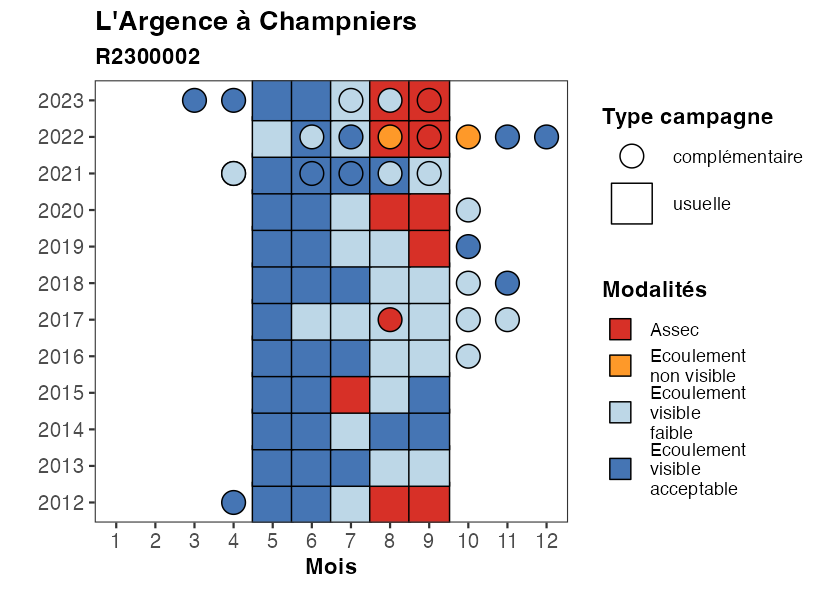 L'Argence à Champniers
R2300002
2023
2022
2021
2020
2019
2018
2017
2016
2015
2014
2013
2012
1 2 3 4 5 6 7 8 9 10 11 12
Mois
Type campagne
complémentaire
usuelle
Modalités
Assec
Ecoulement
non visible
Ecoulement
visible
faible
Ecoulement
visible
acceptable